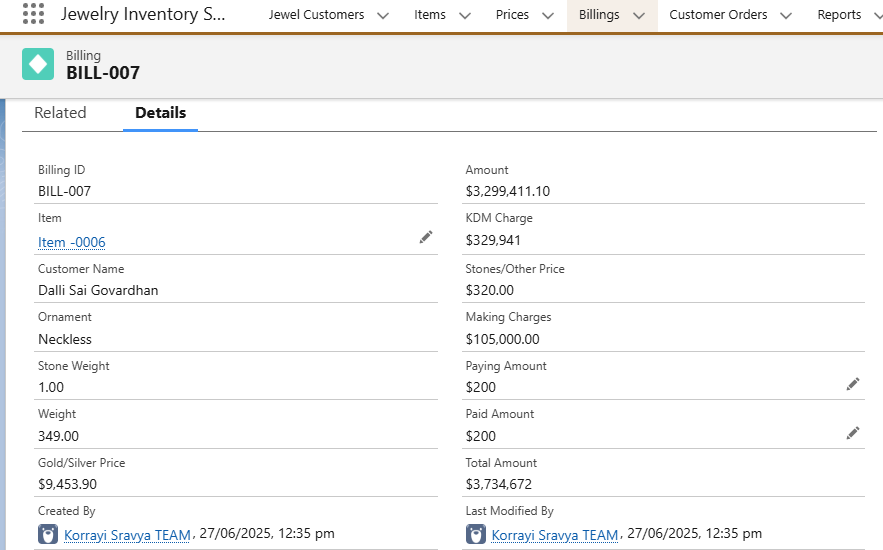 Jewelry Inventory S...
Jewel Customers
Items
Prices
Billings
Customer Orders
Reports
Billing
BILL-007
Related
Details
Billing ID
BILL-007
Item
Item -0006
Customer Name
Dalli Sai Govardhan
Ornament
Neckless
Stone Weight
1.00
Weight
349.00
Gold/Silver Price
$9,453.90
Created By
Korrayi Sravya TEAM, 27/06/2025, 12:35 pm
Amount
$3,299,411.10
KDM Charge
$329,941
Stones/Other Price
$320.00
Making Charges
$105,000.00
Paying Amount
$200
Paid Amount
$200
Total Amount
$3,734,672
Last Modified By
Korrayi Sravya TEAM, 27/06/2025, 12:35 pm